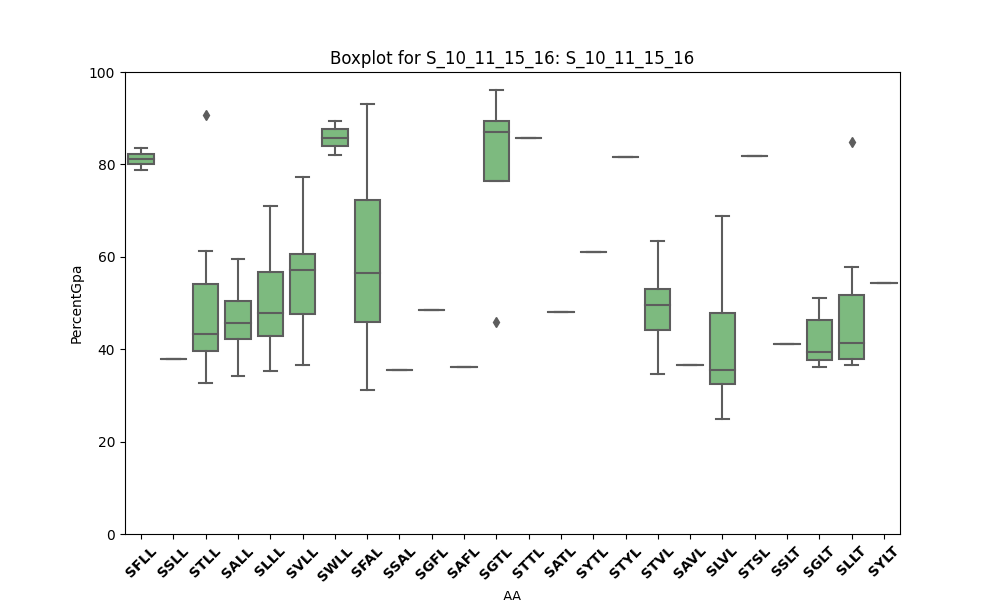 Boxplot for S_10_11_15_16: S_10_11_15_16
100
80
60
40
20
0
PercentGpa
SFLL SSLL STLL SALL SLLL SVLL SWLL SFAL SSAL SGFL SAFL SGTL STTL SATL SYTL STYL STVL SAVL SLVL STSL SSLT SGLT SLLT SYLT
AA